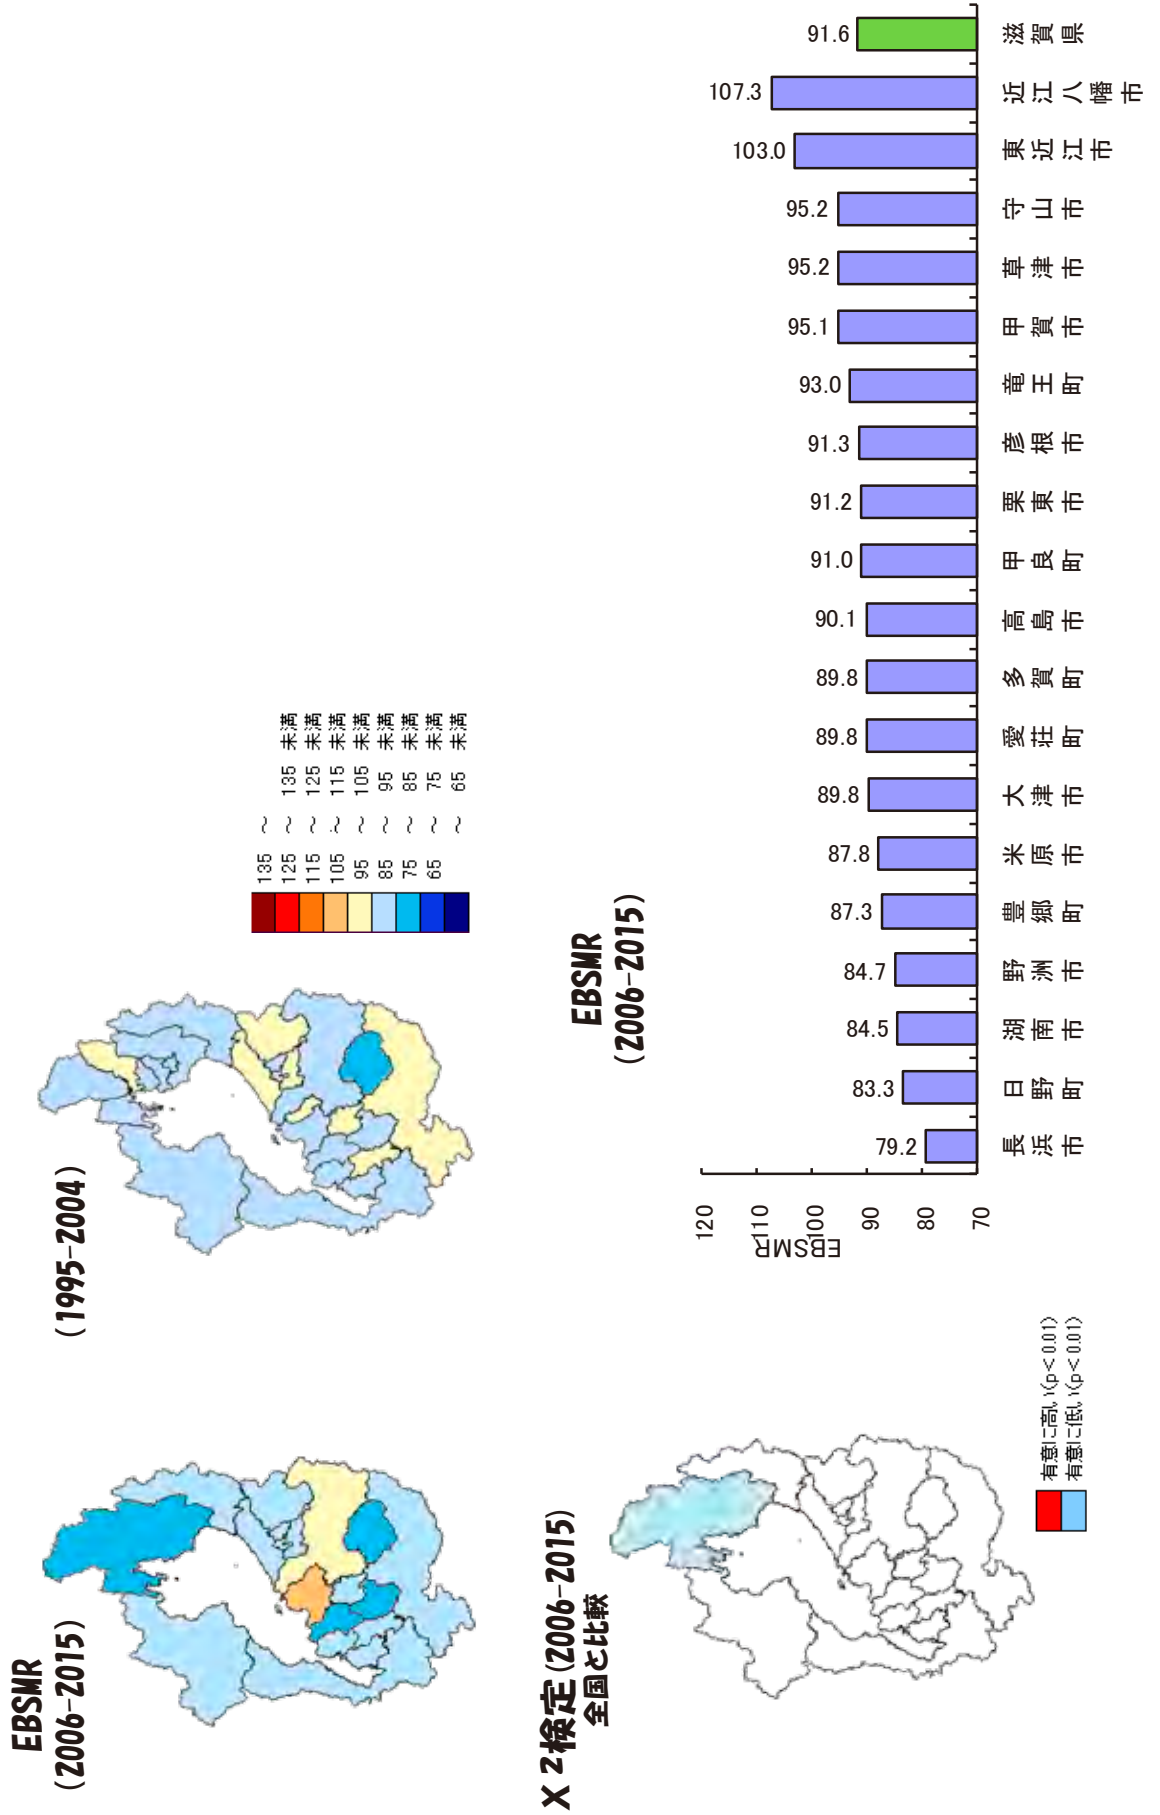 EBSMR
(2006-2015)
(1995-2004)
135 ～
125 ～ 135 未満
115 ～ 125 未満
105 ～ 115 未満
95 ～ 105 未満
85 ～ 95 未満
75 ～ 85 未満
65 ～ 75 未満
～ 65 未満
X²検定(2006-2015)
全国と比較
有意に高い(p<0.01)
有意に低い(p<0.01)
EBSMR
(2006-2015)
EBSMR
120
110
100
90
80
70
79.2
83.3
84.5
84.7
87.3
87.8
89.8
89.8
89.8
90.1
91.0
91.2
91.3
93.0
95.1
95.2
95.2
103.0
107.3
91.6
長浜市
日野町
湖南市
野洲市
豊郷町
米原市
大津市
愛荘町
多賀町
高島市
甲良町
栗東市
彦根市
竜王町
甲賀市
草津市
守山市
東近江市
近江八幡市
滋賀県